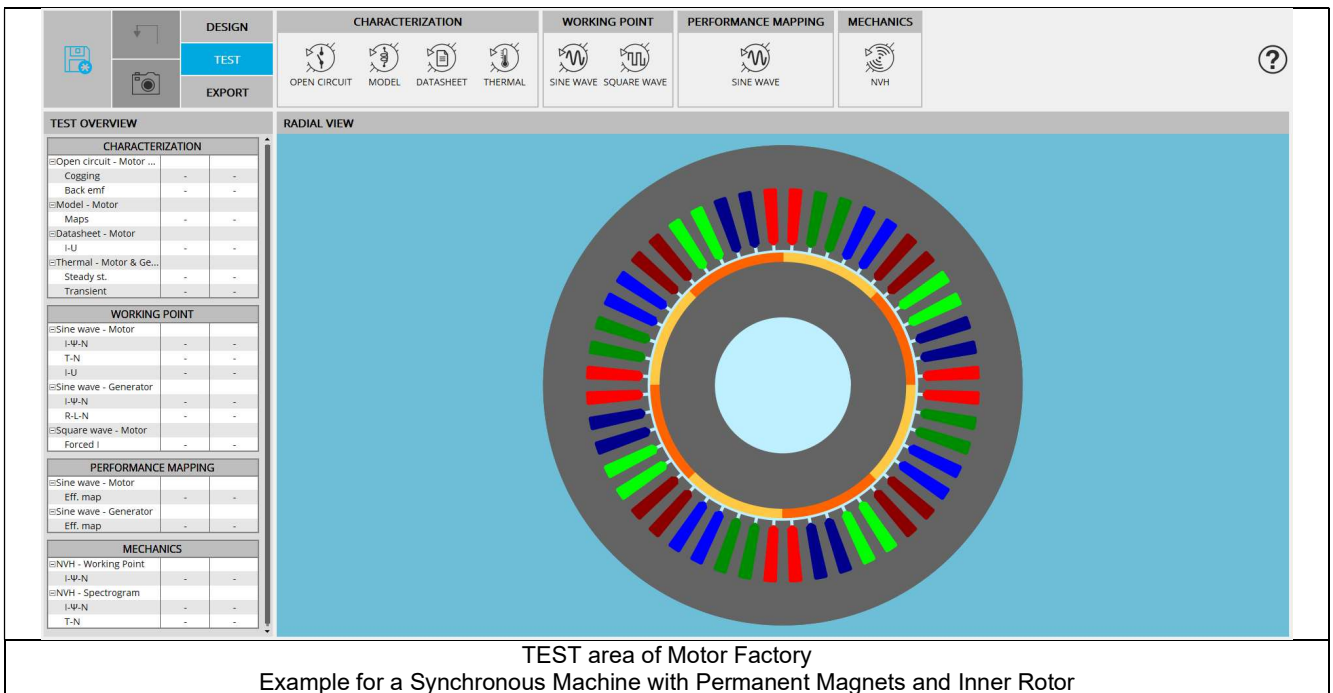 DESIGN
TEST
EXPORT
CHARACTERIZATION
OPEN CIRCUIT MODEL DATASHEET THERMAL
WORKING POINT
SINE WAVE SQUARE WAVE
PERFORMANCE MAPPING
SINE WAVE
MECHANICS
NVH
?
TEST OVERVIEW
CHARACTERIZATION
Open circuit - Motor ...
Cogging - -
Back emf - -
Model - Motor
Maps - -
Datasheet - Motor
I-U - -
Thermal - Motor & Ge...
Steady st. - -
Transient - -
WORKING POINT
Sine wave - Motor
I-Ψ-N - -
T-N - -
I-U - -
Sine wave - Generator
I-Ψ-N - -
R-L-N - -
Square wave - Motor
Forced I - -
PERFORMANCE MAPPING
Sine wave - Motor
Eff. map - -
Sine wave - Generator
Eff. map - -
MECHANICS
NVH - Working Point
I-Ψ-N - -
NVH - Spectrogram
I-Ψ-N - -
T-N - -
RADIAL VIEW
TEST area of Motor Factory
Example for a Synchronous Machine with Permanent Magnets and Inner Rotor